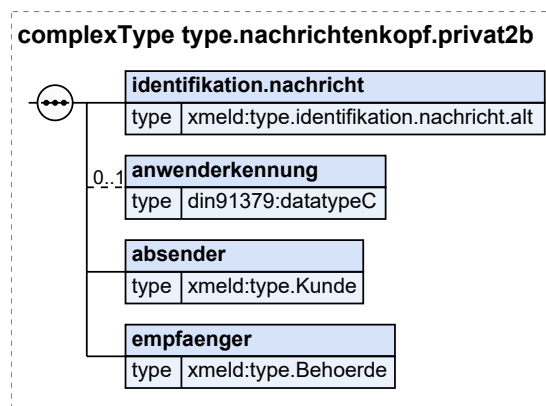 complexType type.nachrichtenkopf.privat2b
identifikation.nachricht
type xmeld:type.identifikation.nachricht.alt
0..1
anwenderkennung
type din91379:datatypeC
absender
type xmeld:type.Kunde
empfaenger
type xmeld:type.Behoerde